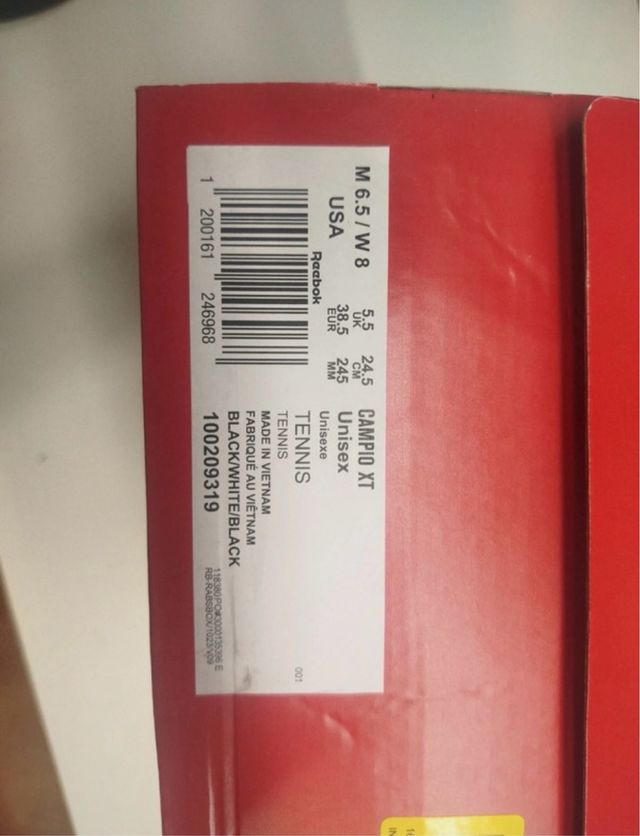 M 6.5 / W 8
USA
5.5
UK
24.5
CM
38.5
EUR
245
MM
Reebok
1 200161 246968
CAMPIO XT
Unisex
Unisexe
TENNIS
TENNIS
MADE IN VIETNAM
FABRIQUÉ AU VIÊTNAM
BLACK/WHITE/BLACK
100209319
001